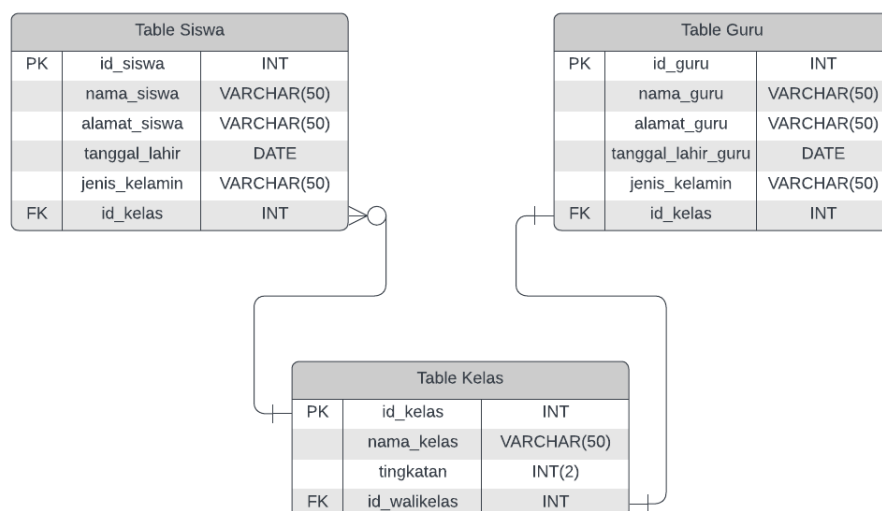 Table Siswa
PK id_siswa INT
nama_siswa VARCHAR(50)
alamat_siswa VARCHAR(50)
tanggal_lahir DATE
jenis_kelamin VARCHAR(50)
FK id_kelas INT
Table Guru
PK id_guru INT
nama_guru VARCHAR(50)
alamat_guru VARCHAR(50)
tanggal_lahir_guru DATE
jenis_kelamin VARCHAR(50)
FK id_kelas INT
Table Kelas
PK id_kelas INT
nama_kelas VARCHAR(50)
tingkatan INT(2)
FK id_walikelas INT